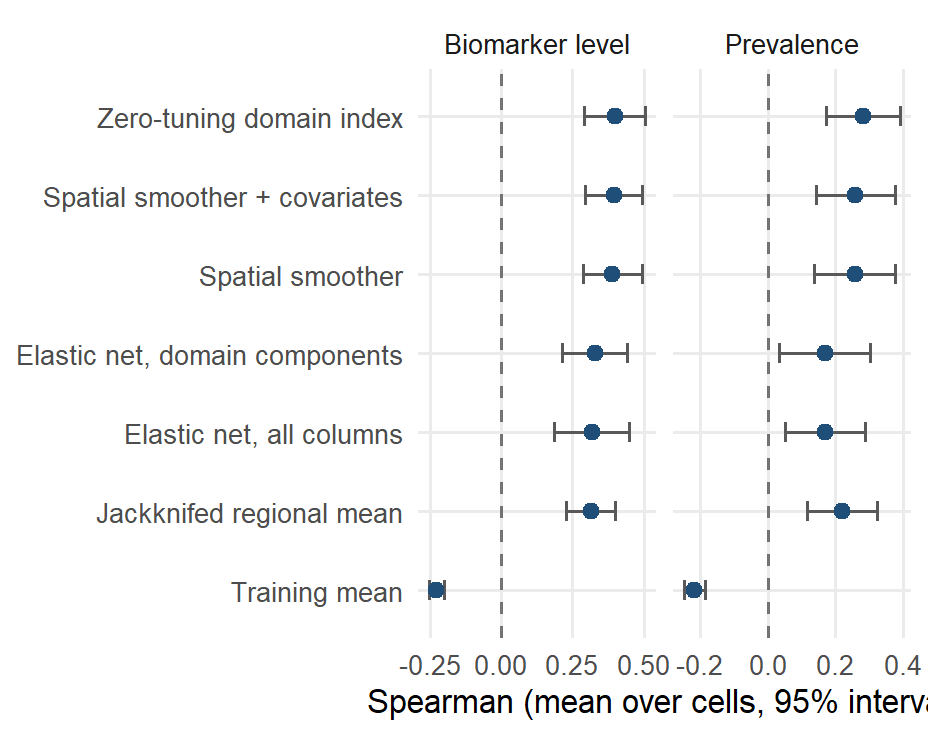 Biomarker level Prevalence
Zero-tuning domain index
Spatial smoother + covariates
Spatial smoother
Elastic net, domain components
Elastic net, all columns
Jackknifed regional mean
Training mean
-0.25 0.00 0.25 0.50 -0.2 0.0 0.2 0.4
Spearman (mean over cells, 95% interva